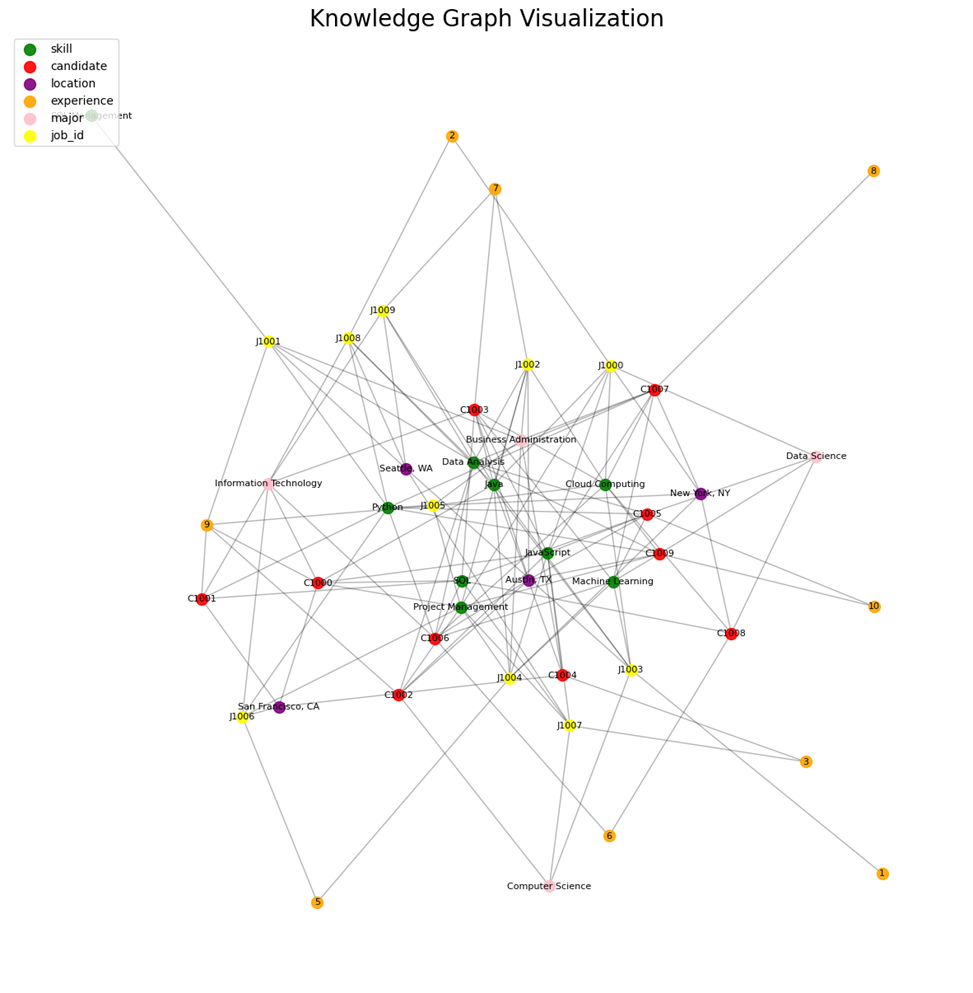 Knowledge Graph Visualization
skill
candidate
location
experience
major
job_id
2
8
7
J1009
J1001
J1008
J1002
J1000
C1007
C1003
Business Administration
Data Science
Data Analysis
Seattle, WA
Information Technology
Java
Cloud Computing
New York, NY
Python
J1005
C1005
9
JavaScript
C1009
SQL
Austin, TX
Machine Learning
C1000
C1001
Project Management
10
C1008
C1006
J1003
C1004
J1004
C1002
San Francisco, CA
J1006
J1007
3
6
1
Computer Science
5